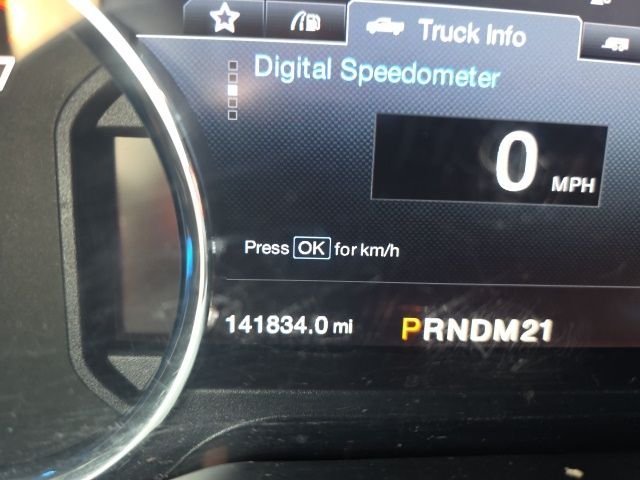 Truck Info
Digital Speedometer
0 MPH
Press OK for km/h
141834.0 mi
PRNDM21